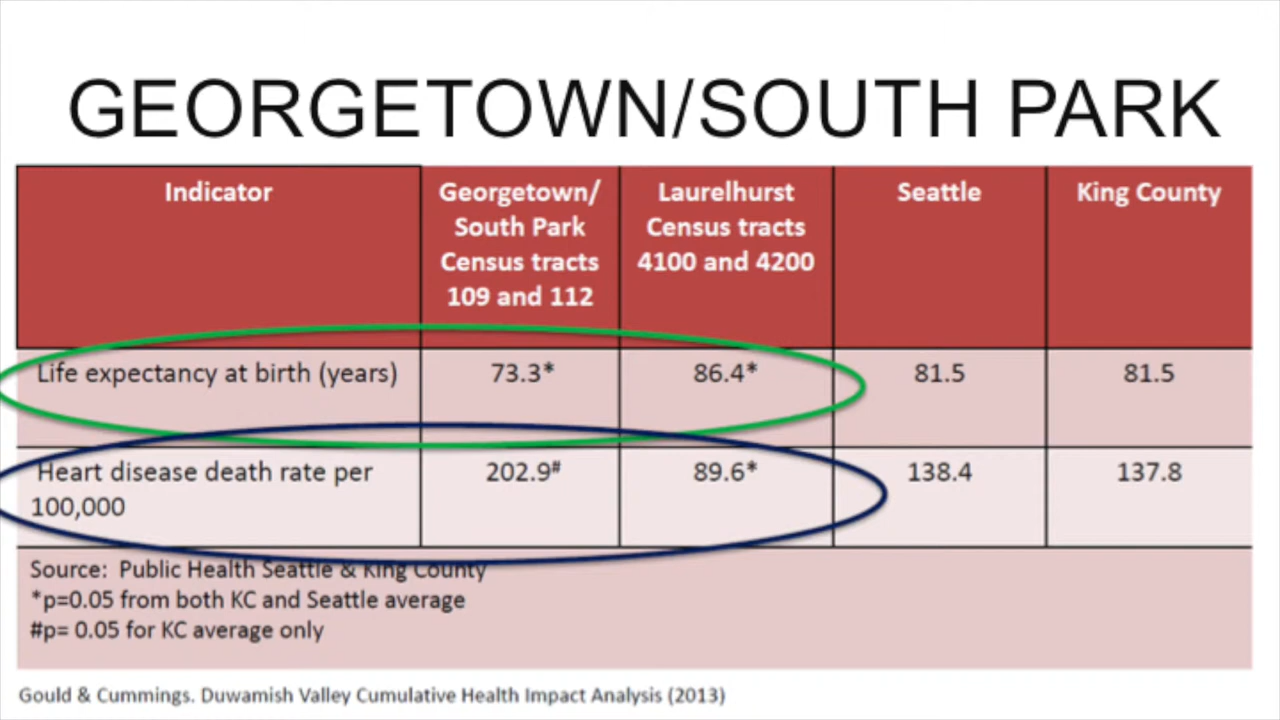 GEORGETOWN/SOUTH PARK
Indicator
Georgetown/
South Park
Census tracts
109 and 112
Laurelhurst
Census tracts
4100 and 4200
Seattle
King County
Life expectancy at birth (years)
73.3*
86.4*
81.5
81.5
Heart disease death rate per
100,000
202.9#
89.6*
138.4
137.8
Source: Public Health Seattle & King County
*p=0.05 from both KC and Seattle average
#p= 0.05 for KC average only
Gould & Cummings. Duwamish Valley Cumulative Health Impact Analysis (2013)